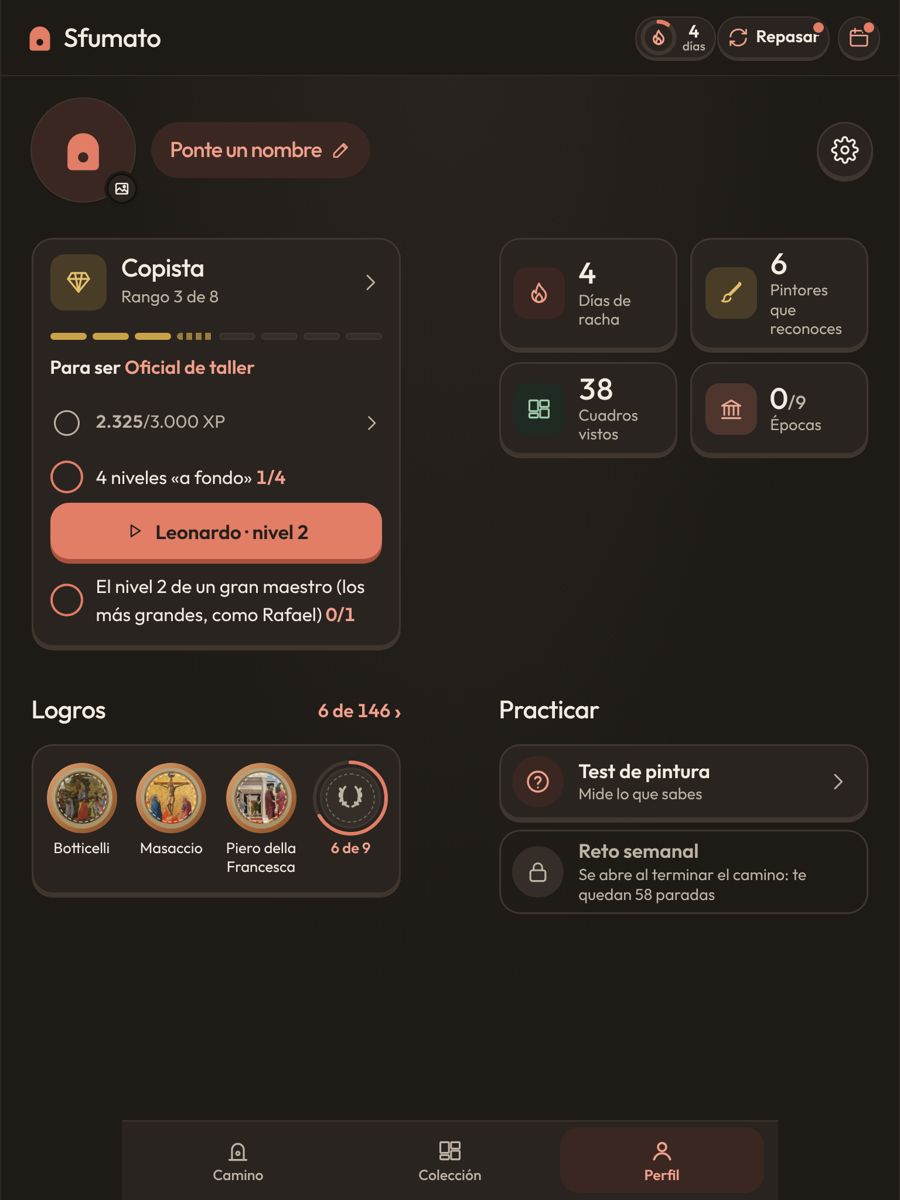 Sfumato
4
días
Repasar
Ponte un nombre
Copista
Rango 3 de 8
Para ser Oficial de taller
2.325/3.000 XP
4 niveles «a fondo» 1/4
Leonardo · nivel 2
El nivel 2 de un gran maestro (los
más grandes, como Rafael) 0/1
4
Días de
racha
6
Pintores
que
reconoces
38
Cuadros
vistos
0/9
Épocas
Logros
6 de 146 ›
Botticelli
Masaccio
Piero della
Francesca
6 de 9
Practicar
Test de pintura
Mide lo que sabes
Reto semanal
Se abre al terminar el camino: te
quedan 58 paradas
Camino
Colección
Perfil